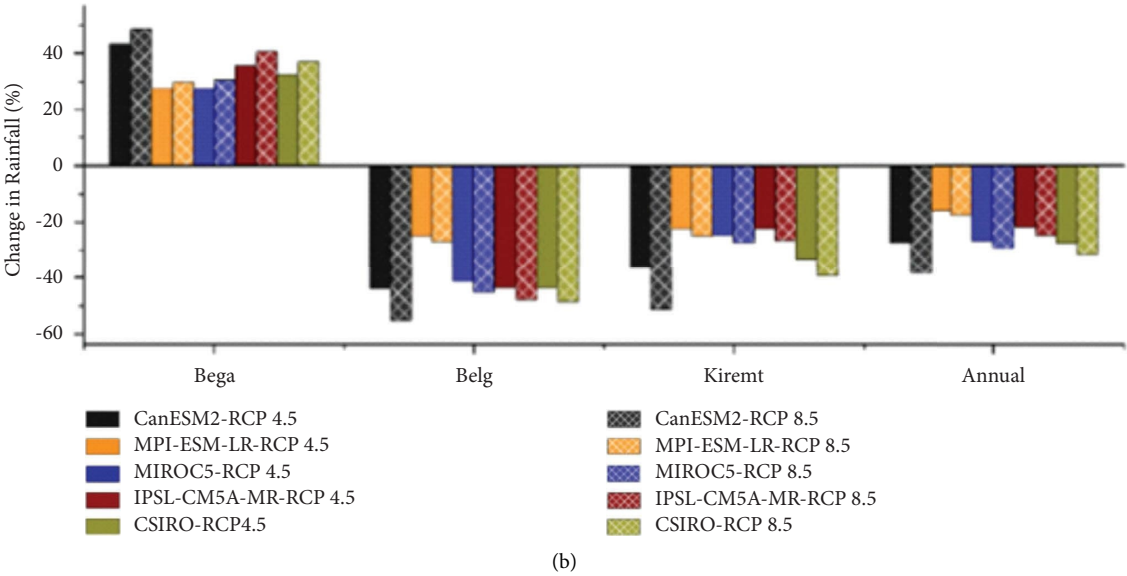 Change in Rainfall (%)
40
20
0
-20
-40
-60
Bega Belg Kiremt Annual
CanESM2-RCP 4.5
MPI-ESM-LR-RCP 4.5
MIROC5-RCP 4.5
IPSL-CM5A-MR-RCP 4.5
CSIRO-RCP4.5
CanESM2-RCP 8.5
MPI-ESM-LR-RCP 8.5
MIROC5-RCP 8.5
IPSL-CM5A-MR-RCP 8.5
CSIRO-RCP 8.5
(b)